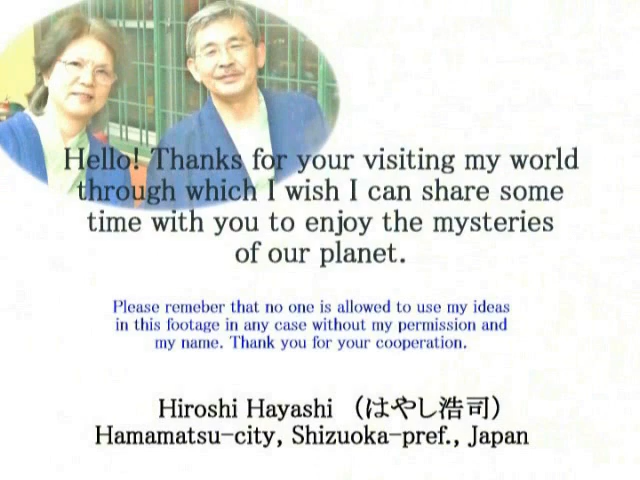 Hello! Thanks for your visiting my world
through which I wish I can share some
time with you to enjoy the mysteries
of our planet.
Please remeber that no one is allowed to use my ideas
in this footage in any case without my permission and
my name. Thank you for your cooperation.
Hiroshi Hayashi （はやし浩司）
Hamamatsu-city, Shizuoka-pref., Japan